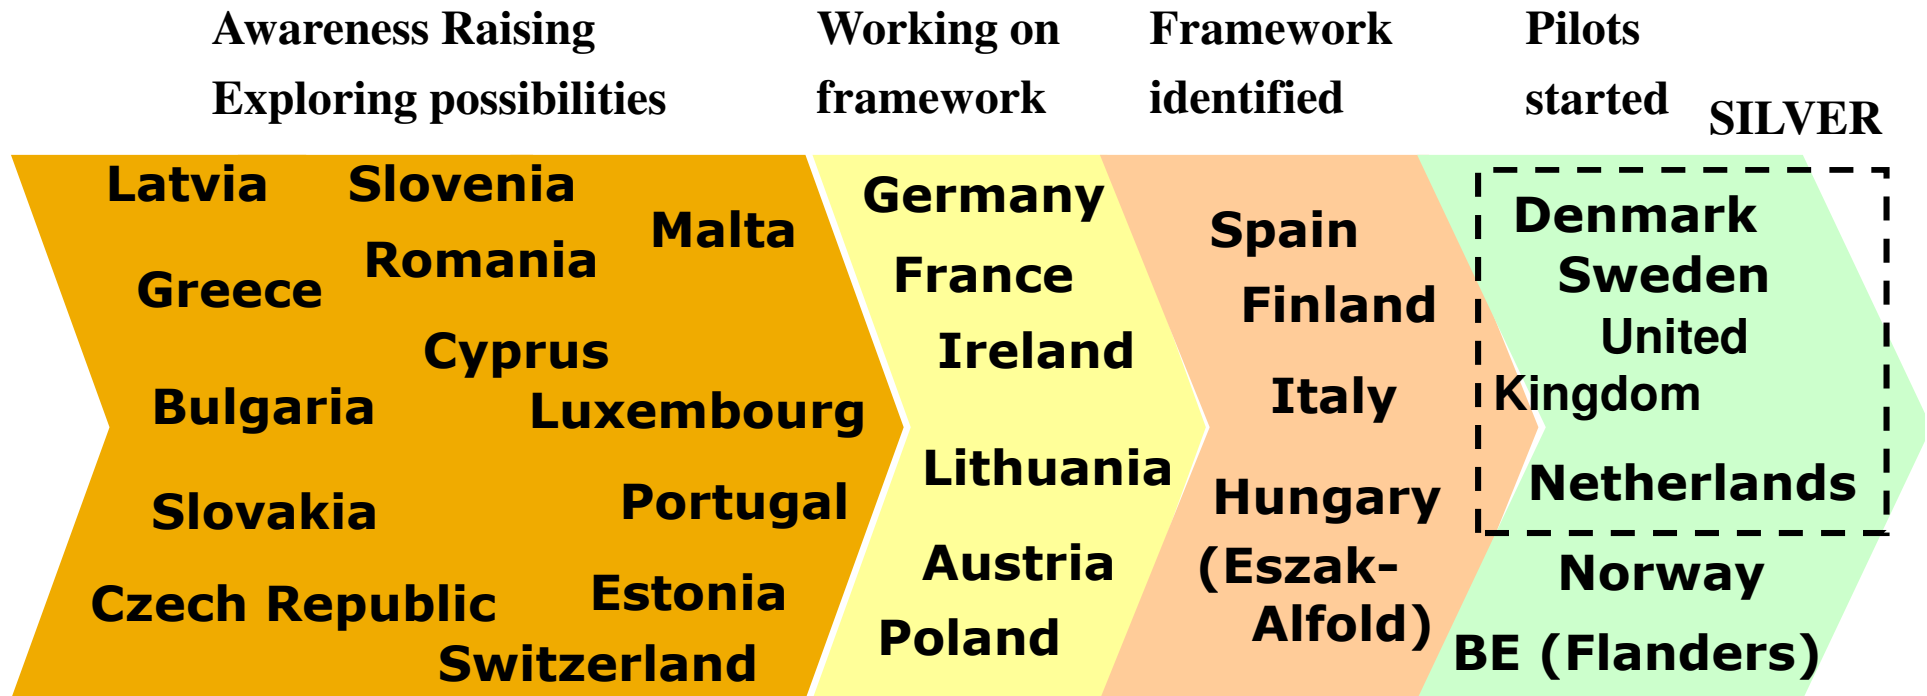 Awareness Raising
Exploring possibilities
Working on
framework
Framework
identified
Pilots
started
SILVER
Latvia
Slovenia
Malta
Romania
Greece
Cyprus
Bulgaria
Luxembourg
Slovakia
Portugal
Czech Republic
Estonia
Switzerland
Germany
France
Ireland
Lithuania
Austria
Poland
Spain
Finland
Italy
Hungary
(Eszak-
Alfold)
Denmark
Sweden
United
Kingdom
Netherlands
Norway
BE (Flanders)